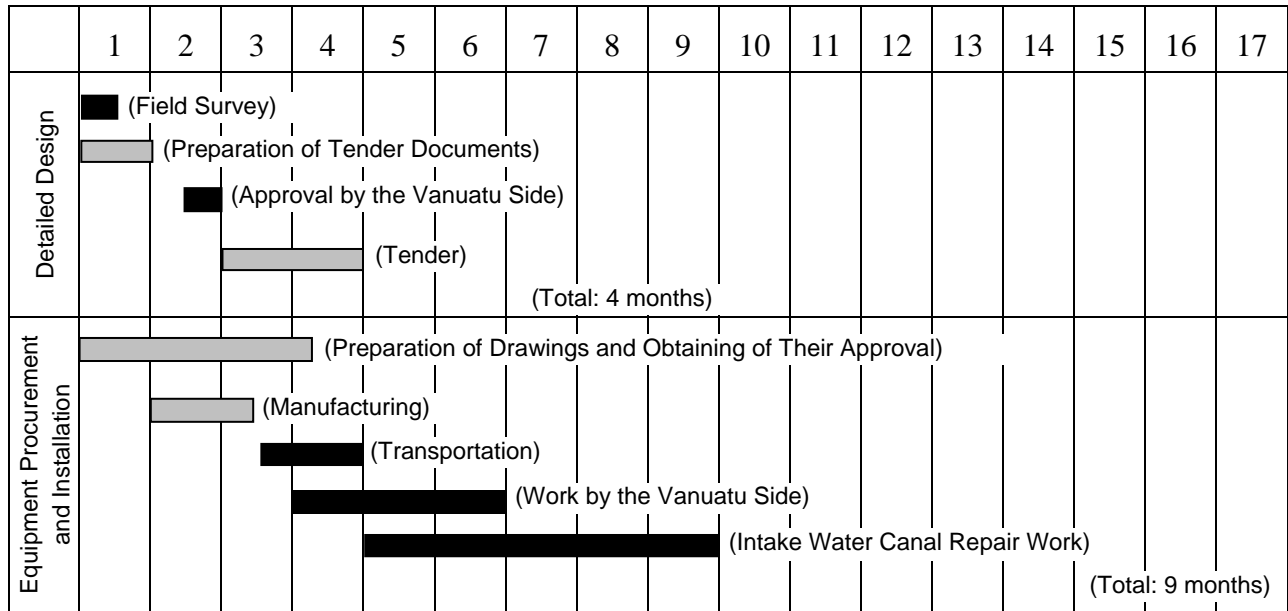 1 2 3 4 5 6 7 8 9 10 11 12 13 14 15 16 17
Detailed Design
(Field Survey)
(Preparation of Tender Documents)
(Approval by the Vanuatu Side)
(Tender)
(Total: 4 months)
Equipment Procurement
and Installation
(Preparation of Drawings and Obtaining of Their Approval)
(Manufacturing)
(Transportation)
(Work by the Vanuatu Side)
(Intake Water Canal Repair Work)
(Total: 9 months)